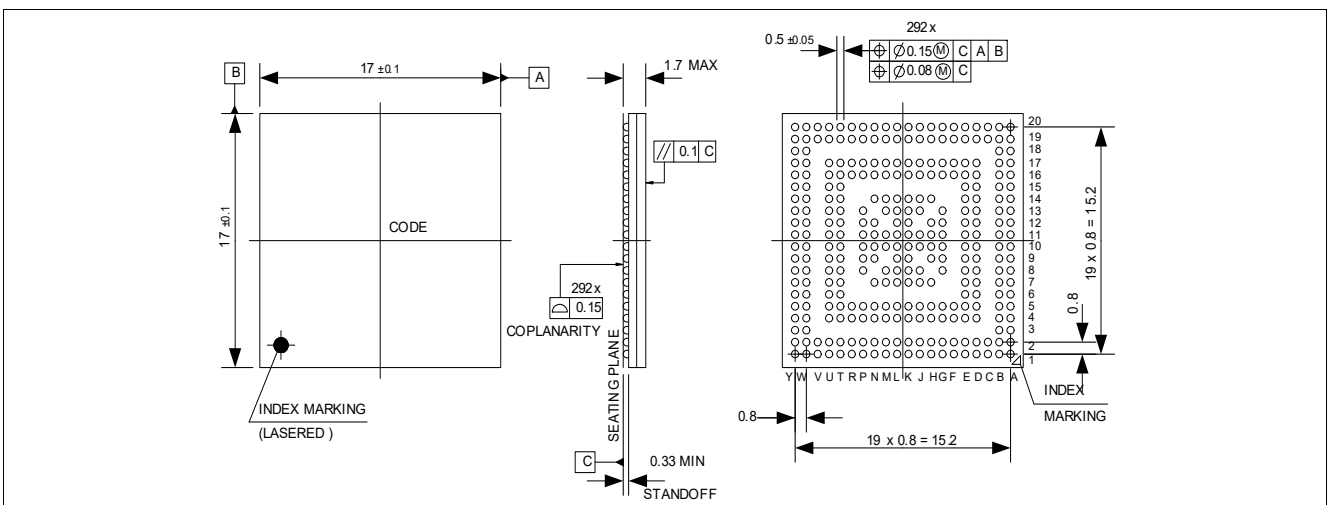 B
17 ±0.1
A
17 ±0.1
CODE
INDEX MARKING
(LASERED )
1.7 MAX
// 0.1 C
292x
⌓ 0.15
COPLANARITY
SEATING PLANE
C
0.33 MIN
STANDOFF
292x
0.5 ±0.05
⌖ ∅0.15 Ⓜ C A B
⌖ ∅0.08 Ⓜ C
20
19
18
17
16
15
14
13
12
11
10
9
8
7
6
5
4
3
2
1
19 x 0.8 = 15.2
0.8
Y W V U T R P N M L K J H G F E D C B A
INDEX
MARKING
0.8
19 x 0.8 = 15.2